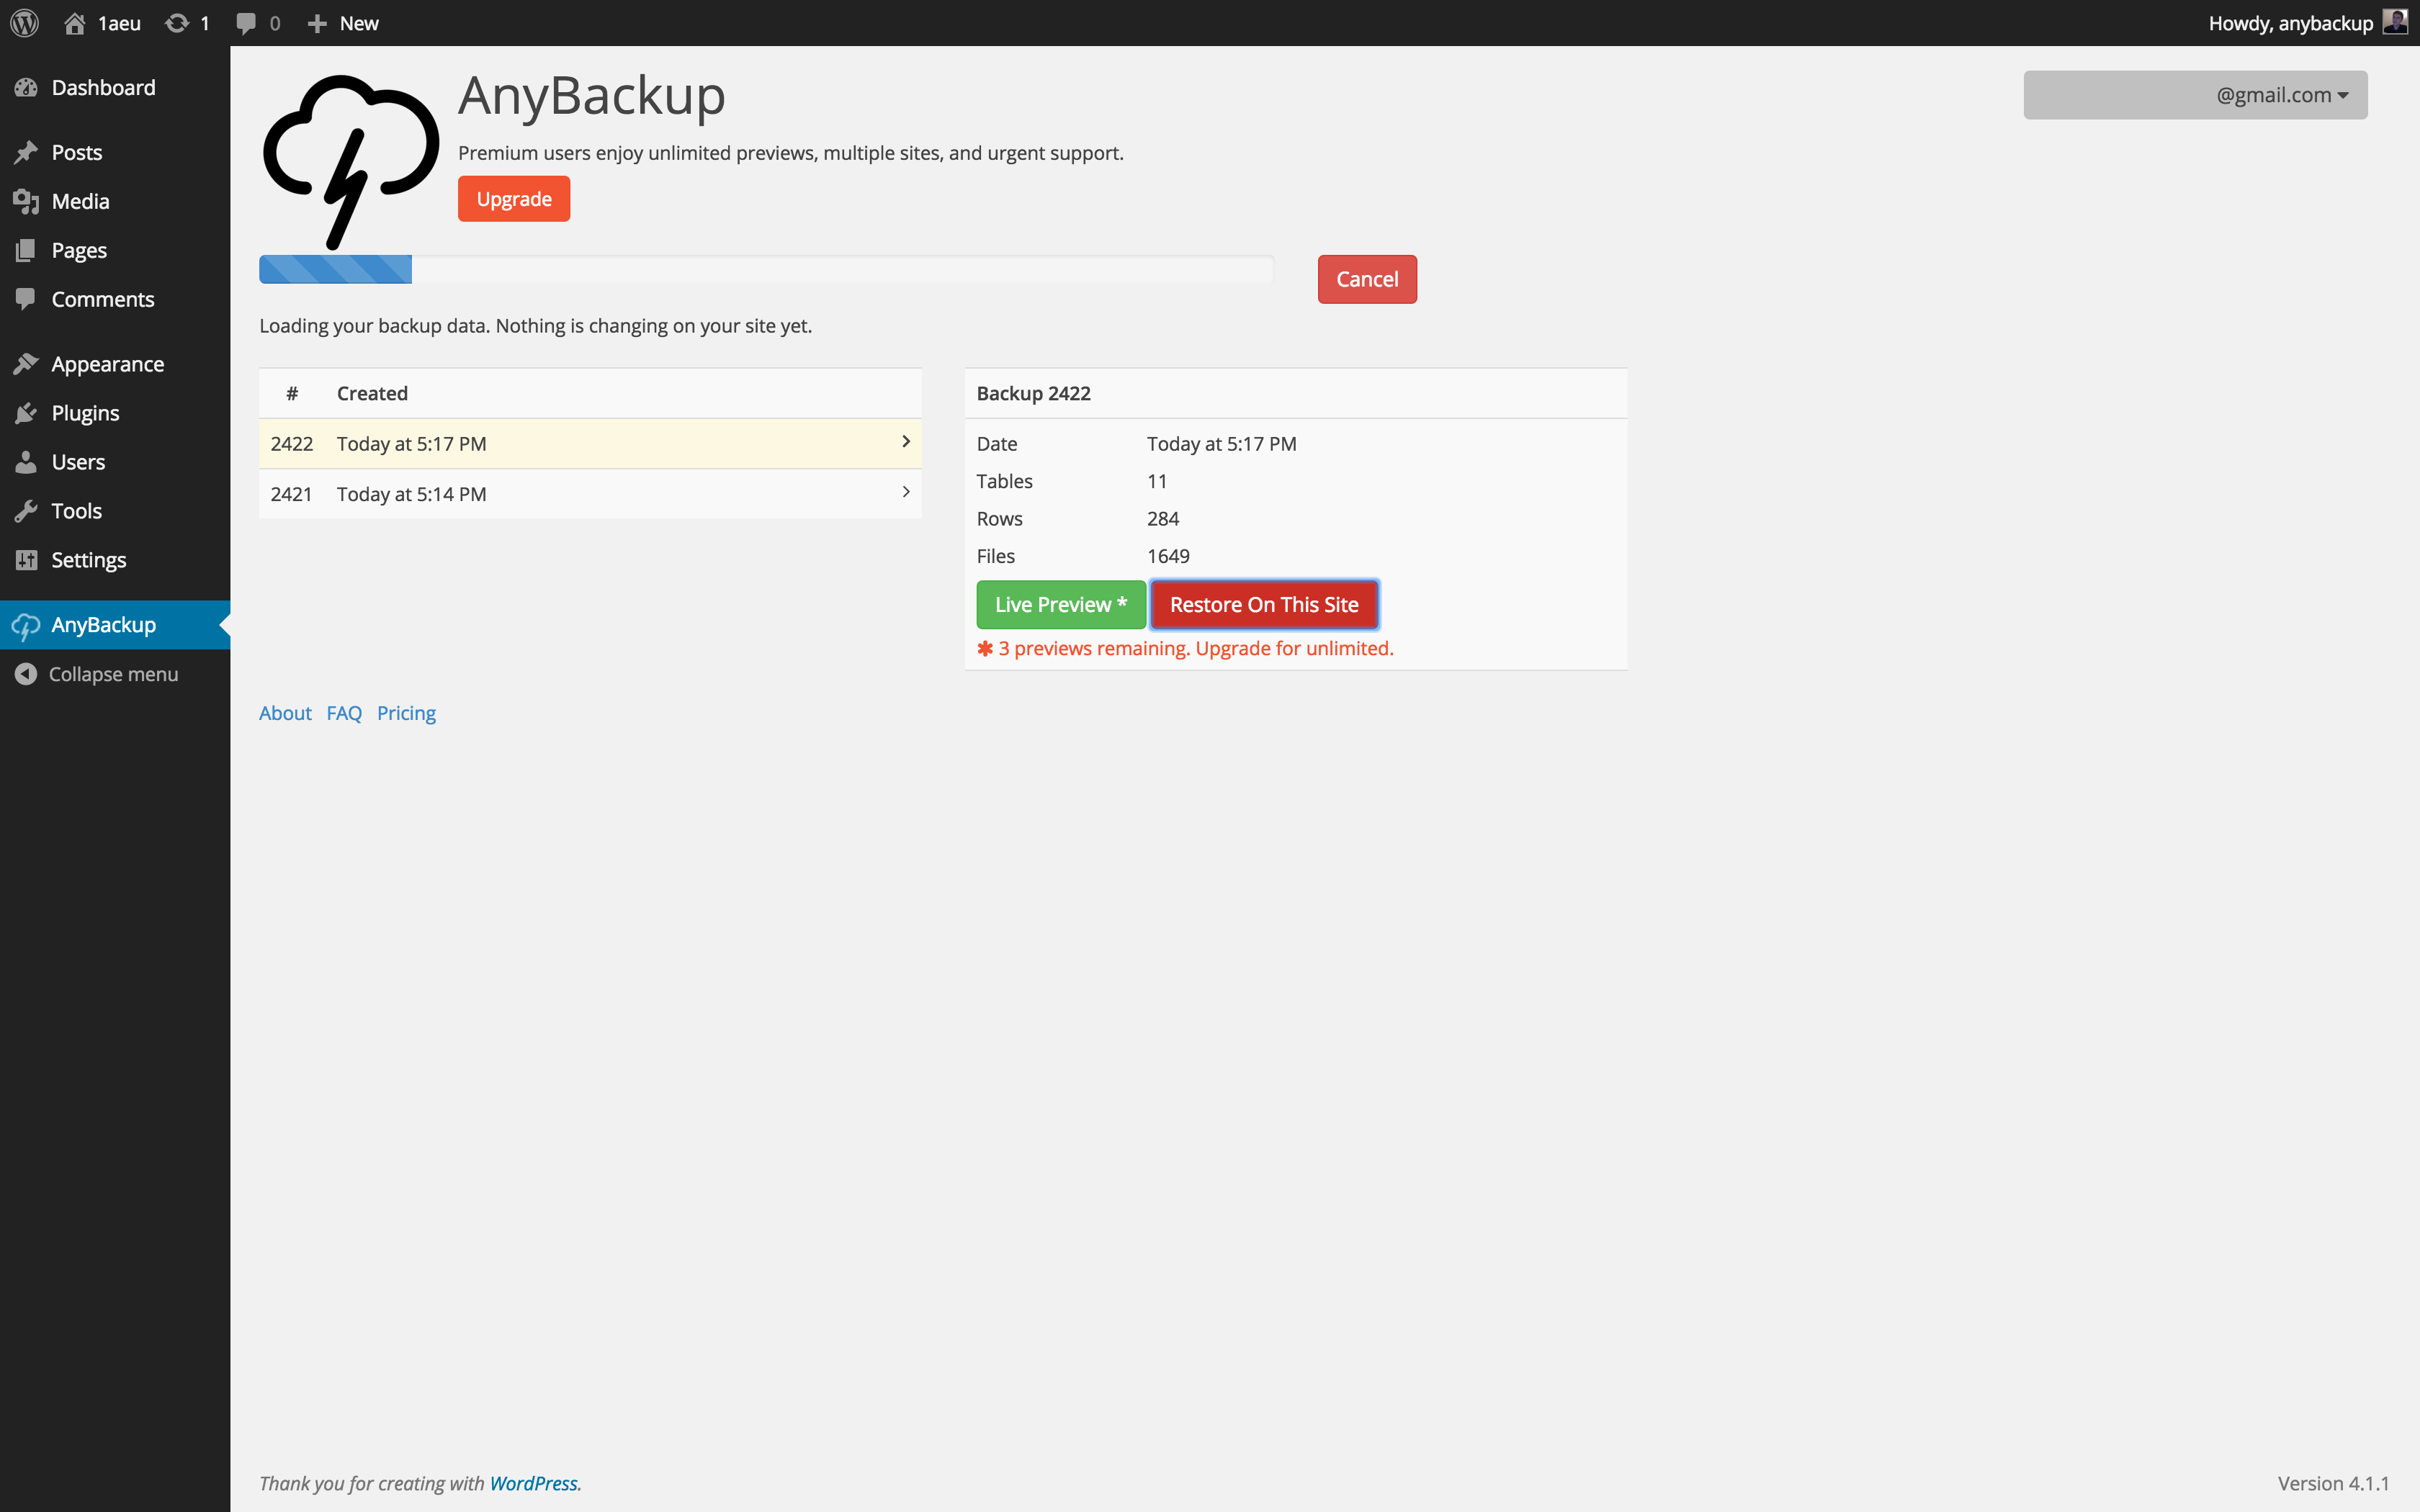 1aeu 1 0 New Howdy, anybackup
Dashboard
Posts
Media
Pages
Comments
Appearance
Plugins
Users
Tools
Settings
AnyBackup
Collapse menu
AnyBackup
@gmail.com
Premium users enjoy unlimited previews, multiple sites, and urgent support.
Upgrade
Cancel
Loading your backup data. Nothing is changing on your site yet.
# Created
2422 Today at 5:17 PM
2421 Today at 5:14 PM
Backup 2422
Date Today at 5:17 PM
Tables 11
Rows 284
Files 1649
Live Preview * Restore On This Site
✱ 3 previews remaining. Upgrade for unlimited.
About FAQ Pricing
Thank you for creating with WordPress. Version 4.1.1